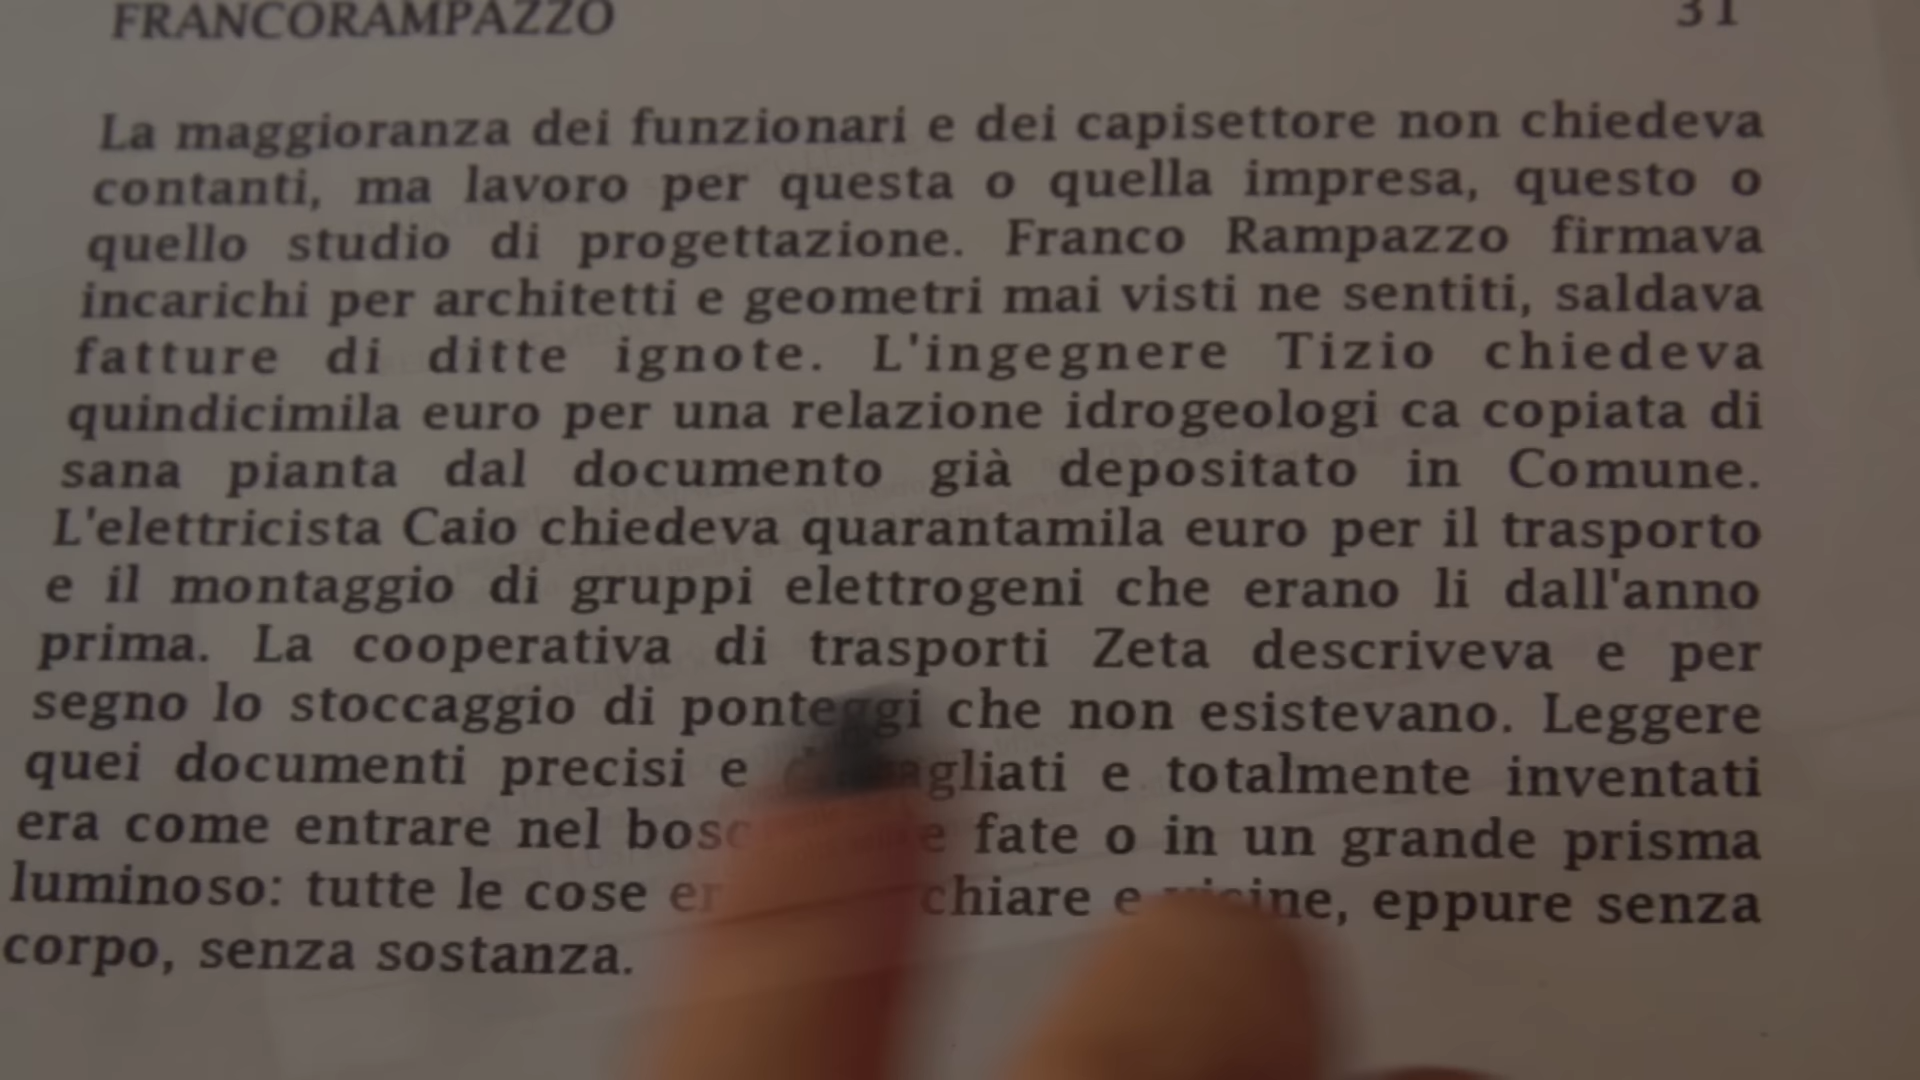 FRANCORAMPAZZO 31
La maggioranza dei funzionari e dei capisettore non chiedeva
contanti, ma lavoro per questa o quella impresa, questo o
quello studio di progettazione. Franco Rampazzo firmava
incarichi per architetti e geometri mai visti ne sentiti, saldava
fatture di ditte ignote. L'ingegnere Tizio chiedeva
quindicimila euro per una relazione idrogeologi ca copiata di
sana pianta dal documento già depositato in Comune.
L'elettricista Caio chiedeva quarantamila euro per il trasporto
e il montaggio di gruppi elettrogeni che erano li dall'anno
prima. La cooperativa di trasporti Zeta descriveva e per
segno lo stoccaggio di ponteggi che non esistevano. Leggere
quei documenti precisi e e totalmente inventati
era come entrare nel fate o in un grande prisma
luminoso: tutte le cose chiare e vicine, eppure senza
corpo, senza sostanza.